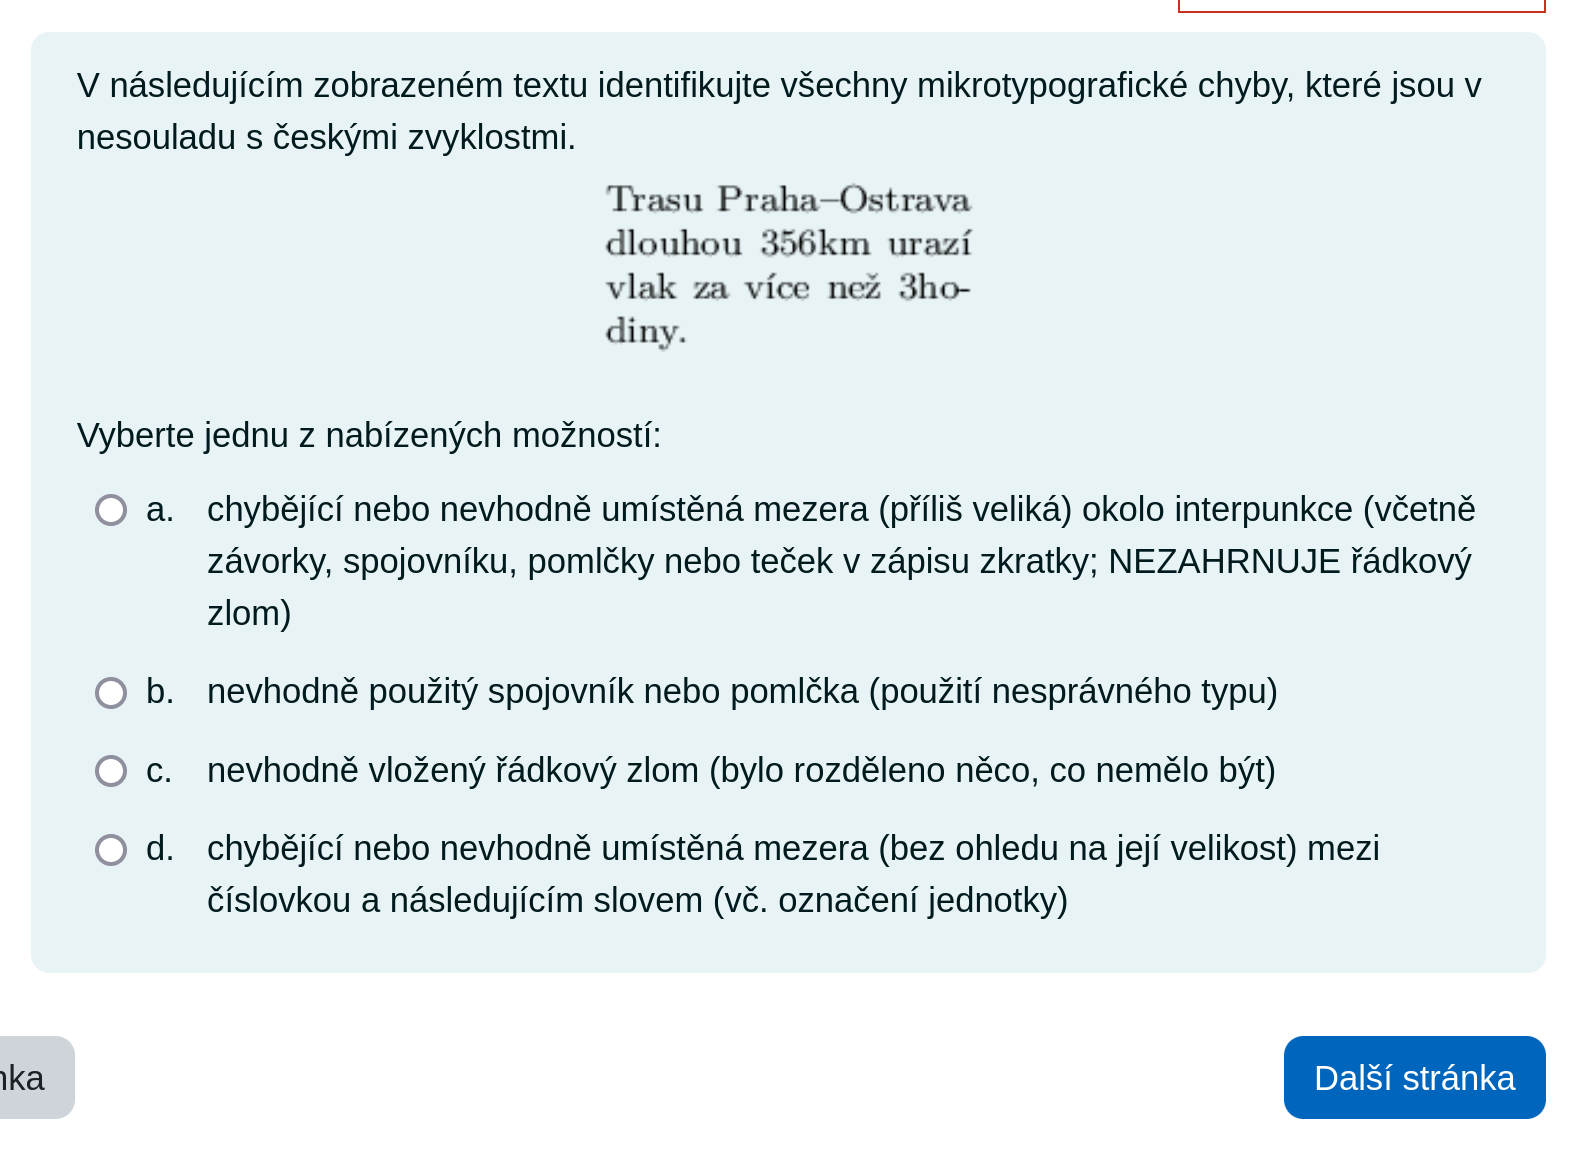 V následujícím zobrazeném textu identifikujte všechny mikrotypografické chyby, které jsou v
nesouladu s českými zvyklostmi.
Trasu Praha–Ostrava
dlouhou 356km urazí
vlak za více než 3ho-
diny.
Vyberte jednu z nabízených možností:
a. chybějící nebo nevhodně umístěná mezera (příliš veliká) okolo interpunkce (včetně
závorky, spojovníku, pomlčky nebo teček v zápisu zkratky; NEZAHRNUJE řádkový
zlom)
b. nevhodně použitý spojovník nebo pomlčka (použití nesprávného typu)
c. nevhodně vložený řádkový zlom (bylo rozděleno něco, co nemělo být)
d. chybějící nebo nevhodně umístěná mezera (bez ohledu na její velikost) mezi
číslovkou a následujícím slovem (vč. označení jednotky)
Další stránka